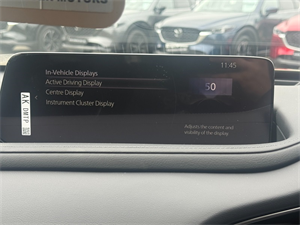 MOTORS
In-Vehicle Displays
11:45
Active Driving Display
Centre Display
Instrument Cluster Display
Adjusts the content and
visibility of the display